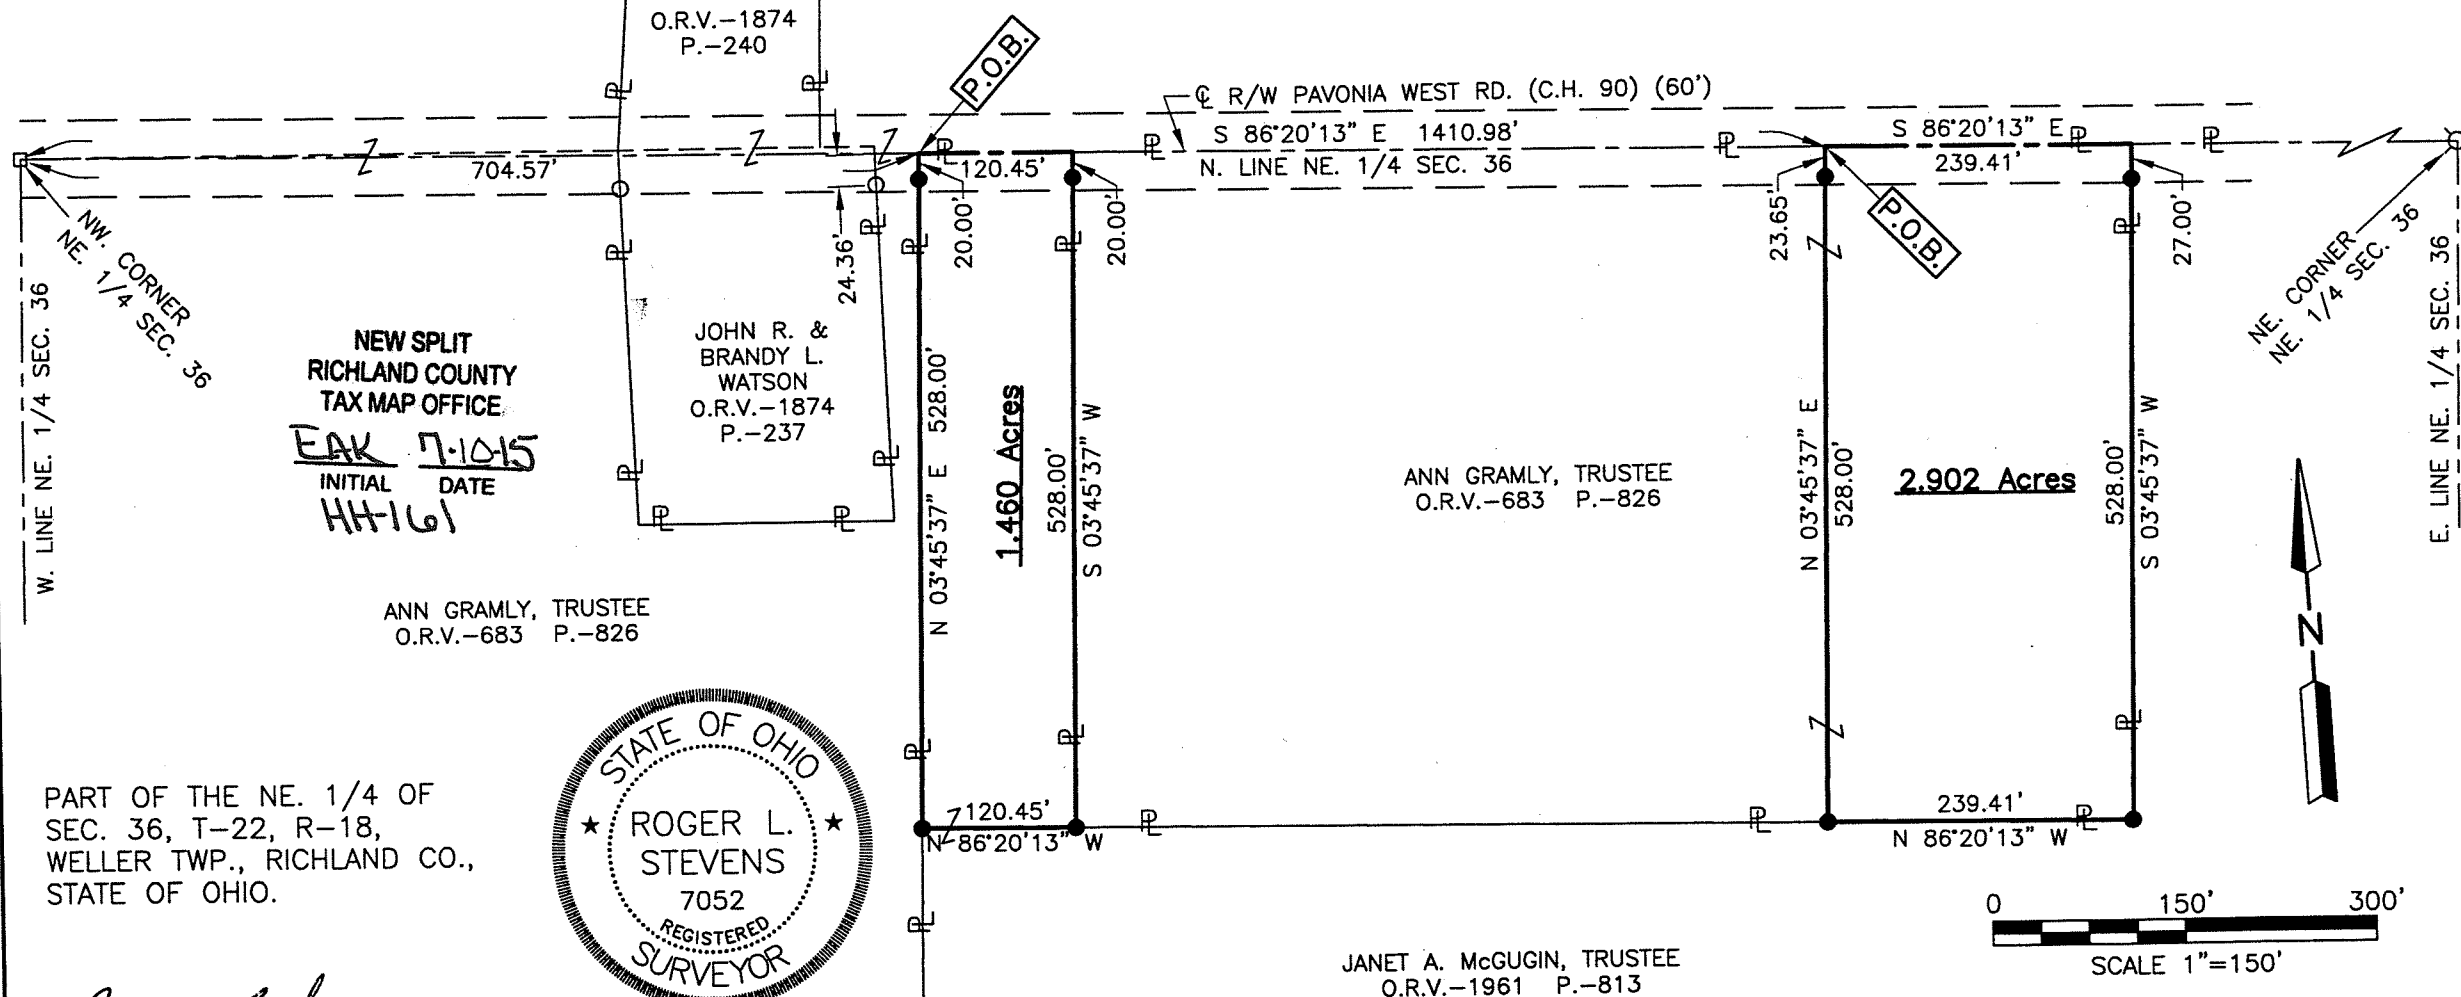 O.R.V.-1874
P.-240
P.O.B.
℄ R/W PAVONIA WEST RD. (C.H. 90) (60')
S 86°20'13" E 1410.98'
N. LINE NE. 1/4 SEC. 36
S 86°20'13" E
239.41'
704.57'
120.45'
20.00'
20.00'
24.36'
23.65'
27.00'
P.O.B.
NW. CORNER
NE. 1/4 SEC. 36
NE. CORNER
NE. 1/4 SEC. 36
W. LINE NE. 1/4 SEC. 36
E. LINE NE. 1/4 SEC. 36
NEW SPLIT
RICHLAND COUNTY
TAX MAP OFFICE
EAK 7-10-15
INITIAL DATE
HH-161
JOHN R. &
BRANDY L.
WATSON
O.R.V.-1874
P.-237
N 03°45'37" E 528.00'
1.460 Acres
528.00'
S 03°45'37" W
ANN GRAMLY, TRUSTEE
O.R.V.-683 P.-826
N 03°45'37" E
528.00'
2.902 Acres
528.00'
S 03°45'37" W
ANN GRAMLY, TRUSTEE
O.R.V.-683 P.-826
N
120.45'
N 86°20'13" W
239.41'
N 86°20'13" W
PART OF THE NE. 1/4 OF
SEC. 36, T-22, R-18,
WELLER TWP., RICHLAND CO.,
STATE OF OHIO.
STATE OF OHIO
ROGER L.
STEVENS
7052
REGISTERED
SURVEYOR
0 150' 300'
SCALE 1"=150'
JANET A. McGUGIN, TRUSTEE
O.R.V.-1961 P.-813